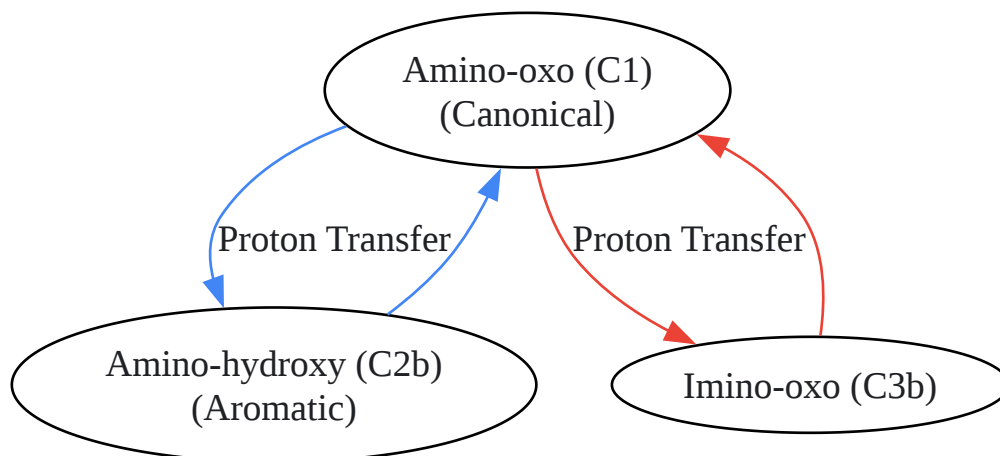 Amino-oxo (C1)
(Canonical)
Proton Transfer
Proton Transfer
Amino-hydroxy (C2b)
(Aromatic)
Imino-oxo (C3b)